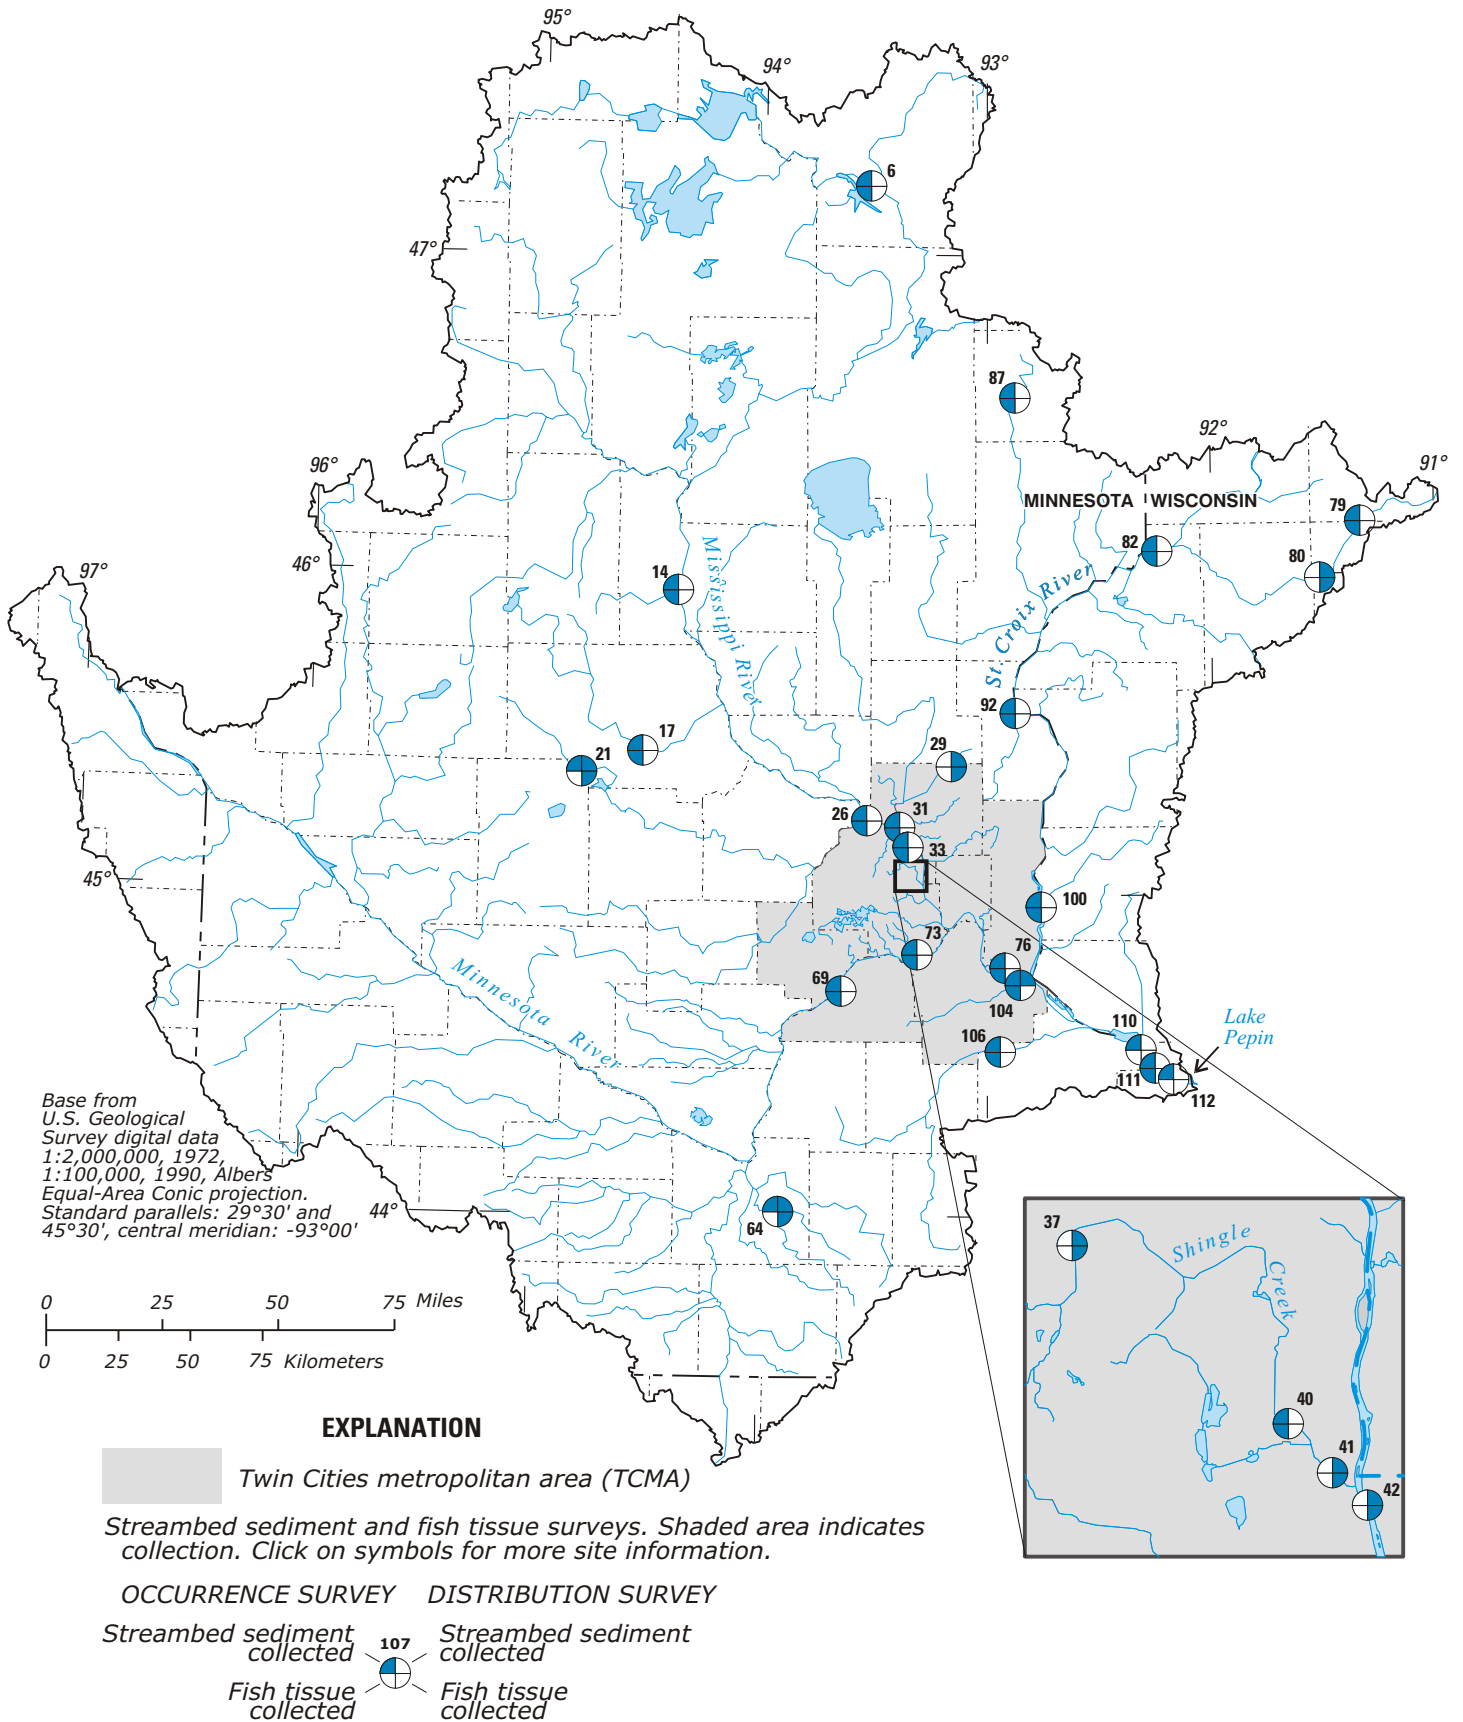 95°
94°
93°
6
47°
87
92°
96°
91°
MINNESOTA WISCONSIN
79
82
80
46°
97°
14
Mississippi River
St. Croix River
92
17
21
29
26
31
33
45°
100
73
76
69
104
Minnesota River
110
106
111
112
Lake
Pepin
Base from
U.S. Geological
Survey digital data
1:2,000,000, 1972,
1:100,000, 1990, Albers
Equal-Area Conic projection.
Standard parallels: 29°30' and
45°30', central meridian: -93°00'
44°
64
37
Shingle Creek
40
41
42
0 25 50 75 Miles
0 25 50 75 Kilometers
EXPLANATION
Twin Cities metropolitan area (TCMA)
Streambed sediment and fish tissue surveys. Shaded area indicates
collection. Click on symbols for more site information.
OCCURRENCE SURVEY DISTRIBUTION SURVEY
Streambed sediment
collected
107
Streambed sediment
collected
Fish tissue
collected
Fish tissue
collected